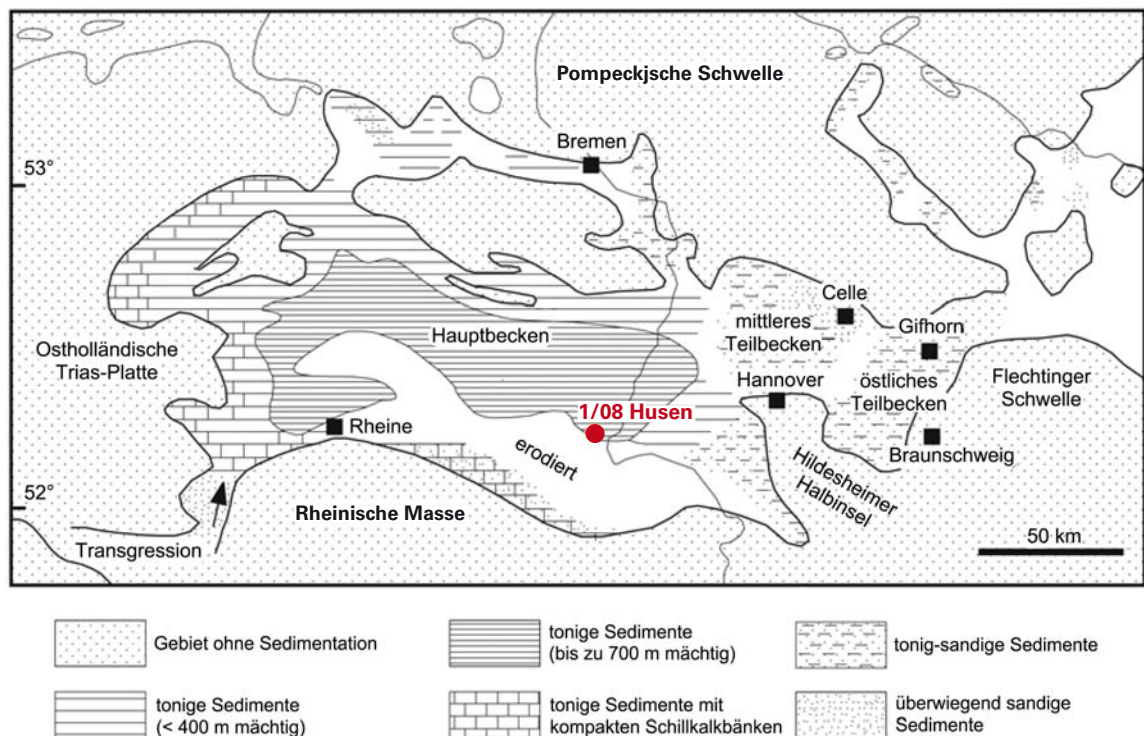 Pompeckjsche Schwelle
Bremen
53°
Celle
mittleres
Teilbecken
Gifhorn
Hauptbecken
Ostholländische
Trias-Platte
Hannover
östliches
Teilbecken
Flechtinger
Schwelle
1/08 Husen
Rheine
erodiert
Braunschweig
Hildesheimer
Halbinsel
52°
Rheinische Masse
Transgression
50 km
Gebiet ohne Sedimentation
tonige Sedimente
(bis zu 700 m mächtig)
tonig-sandige Sedimente
tonige Sedimente
(< 400 m mächtig)
tonige Sedimente mit
kompakten Schillkalkbänken
überwiegend sandige
Sedimente